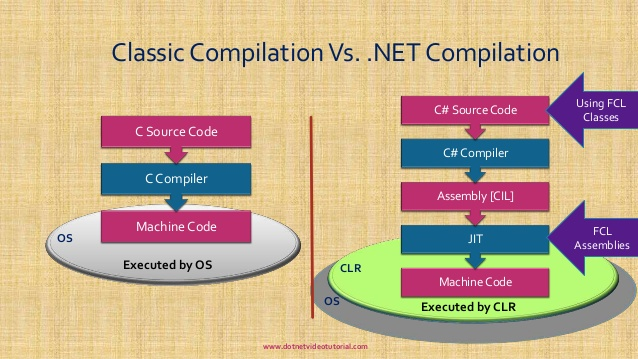 Classic Compilation Vs. .NET Compilation
C Source Code
C Compiler
Machine Code
OS
Executed by OS
C# Source Code
Using FCL
Classes
C# Compiler
Assembly [CIL]
JIT
FCL
Assemblies
CLR
Machine Code
OS
Executed by CLR
www.dotnetvideotutorial.com